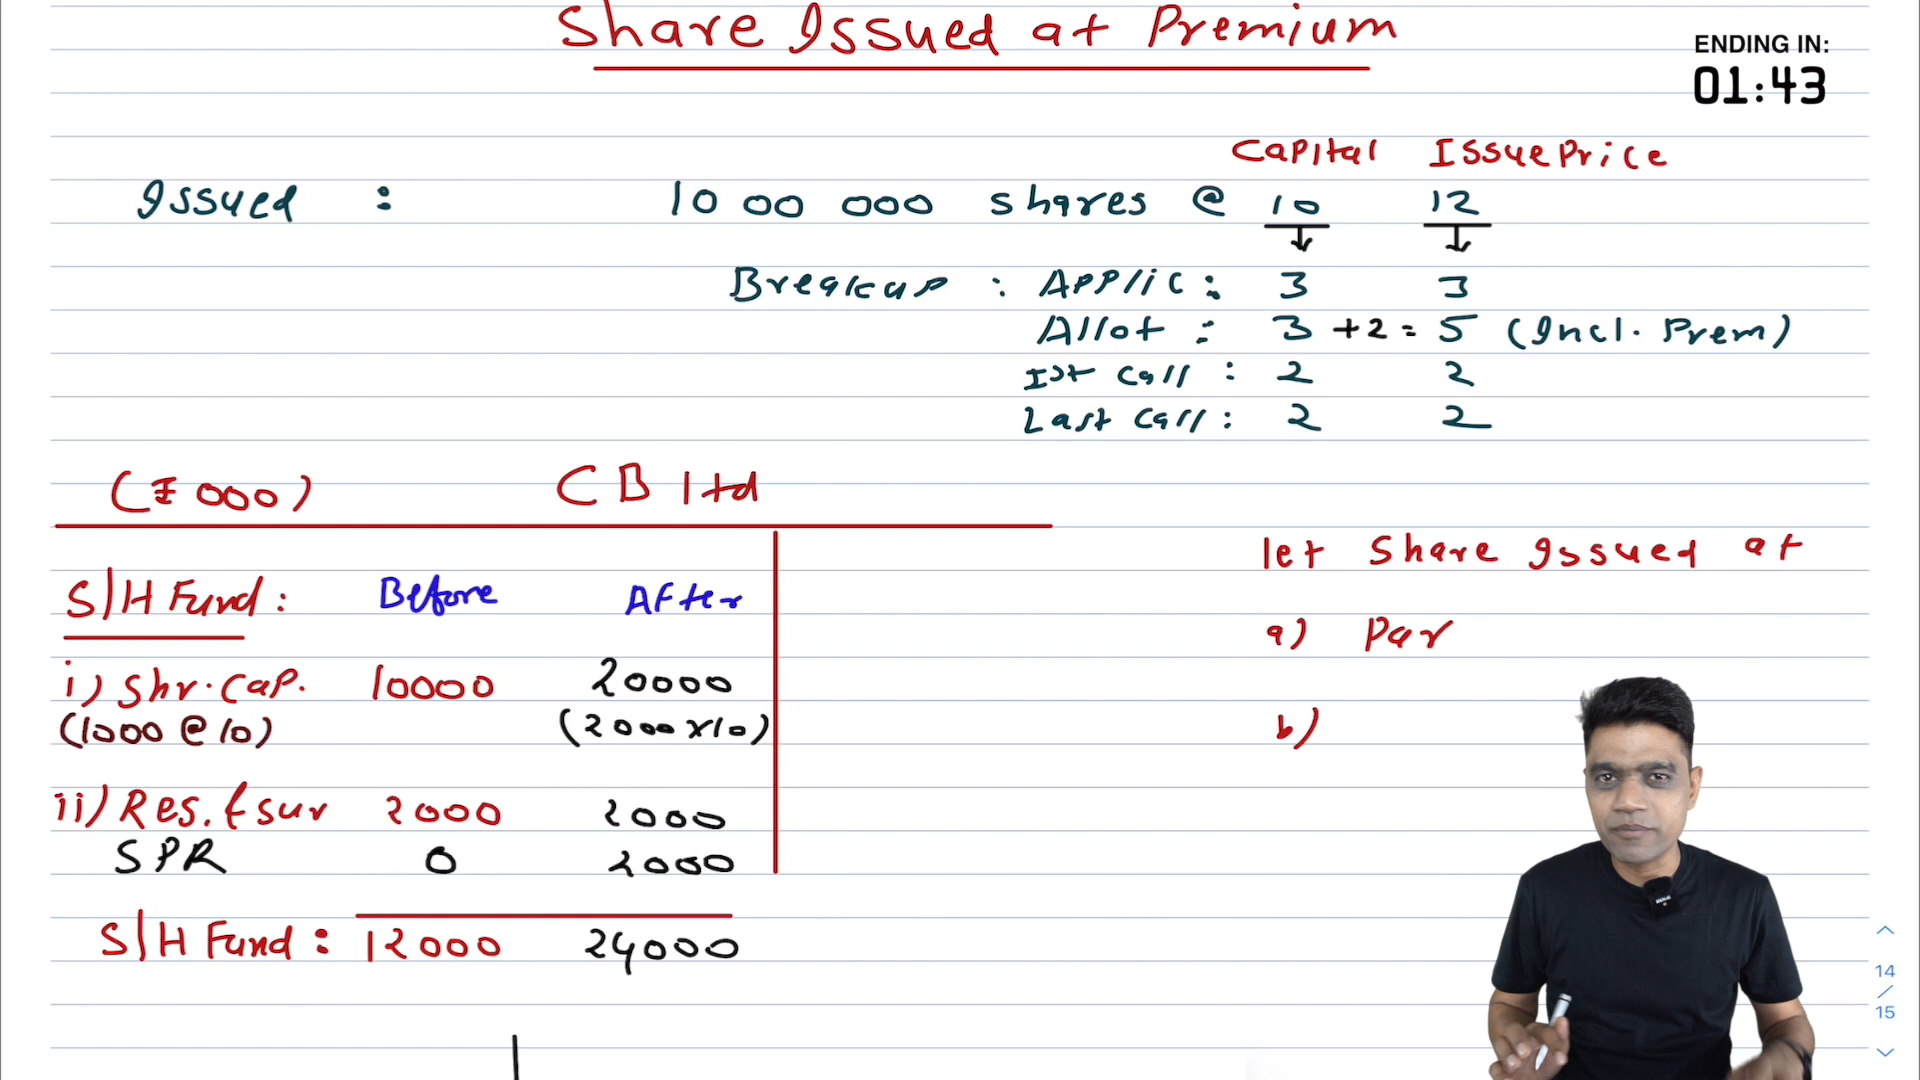 Share Issued at Premium
ENDING IN:
01:43
Capital Issue Price
Issued : 10 00 000 shares @ 10 12
Breakup : Applic : 3 3
Allot : 3 +2 = 5 (Incl. Prem)
Ist Call : 2 2
Last Call : 2 2
(₹ 000) CB ltd
let Share Issued at
S/H Fund : Before After
a) Par
i) Shr. Cap. 10000 20000
(1000 @ 10) (2000 x 10)
b)
ii) Res. & sur 2000 2000
SPR 0 2000
S/H Fund : 12000 24000
14
/
15